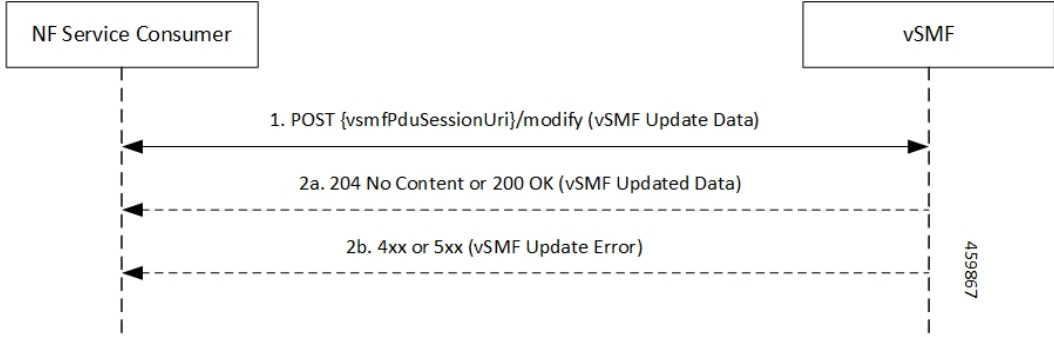 NF Service Consumer
vSMF
1. POST {vsmfPduSessionUri}/modify (vSMF Update Data)
2a. 204 No Content or 200 OK (vSMF Updated Data)
2b. 4xx or 5xx (vSMF Update Error)
459867